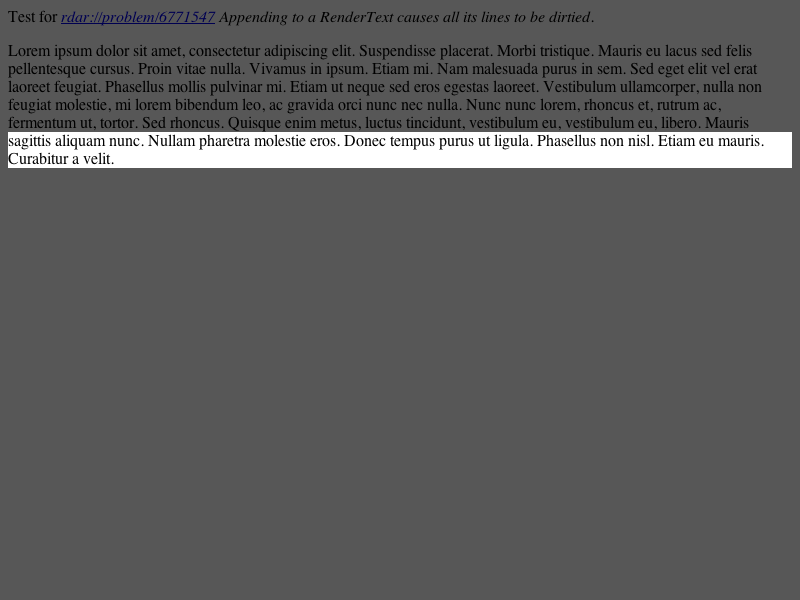 Test for rdar://problem/6771547 Appending to a RenderText causes all its lines to be dirtied.
Lorem ipsum dolor sit amet, consectetur adipiscing elit. Suspendisse placerat. Morbi tristique. Mauris eu lacus sed felis
pellentesque cursus. Proin vitae nulla. Vivamus in ipsum. Etiam mi. Nam malesuada purus in sem. Sed eget elit vel erat
laoreet feugiat. Phasellus mollis pulvinar mi. Etiam ut neque sed eros egestas laoreet. Vestibulum ullamcorper, nulla non
feugiat molestie, mi lorem bibendum leo, ac gravida orci nunc nec nulla. Nunc nunc lorem, rhoncus et, rutrum ac,
fermentum ut, tortor. Sed rhoncus. Quisque enim metus, luctus tincidunt, vestibulum eu, vestibulum eu, libero. Mauris
sagittis aliquam nunc. Nullam pharetra molestie eros. Donec tempus purus ut ligula. Phasellus non nisl. Etiam eu mauris.
Curabitur a velit.